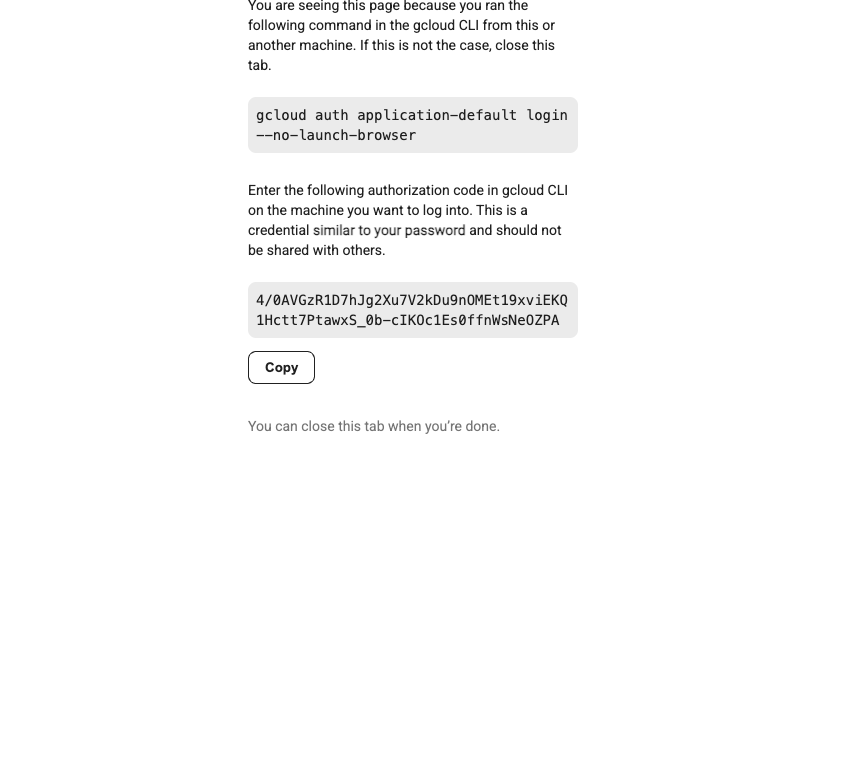 You are seeing this page because you ran the
following command in the gcloud CLI from this or
another machine. If this is not the case, close this
tab.
gcloud auth application-default login
--no-launch-browser
Enter the following authorization code in gcloud CLI
on the machine you want to log into. This is a
credential similar to your password and should not
be shared with others.
4/0AVGzR1D7hJg2Xu7V2kDu9nOMEt19xviEKQ
1Hctt7PtawxS_0b-cIKOc1Es0ffnWsNeOZPA
Copy
You can close this tab when you're done.